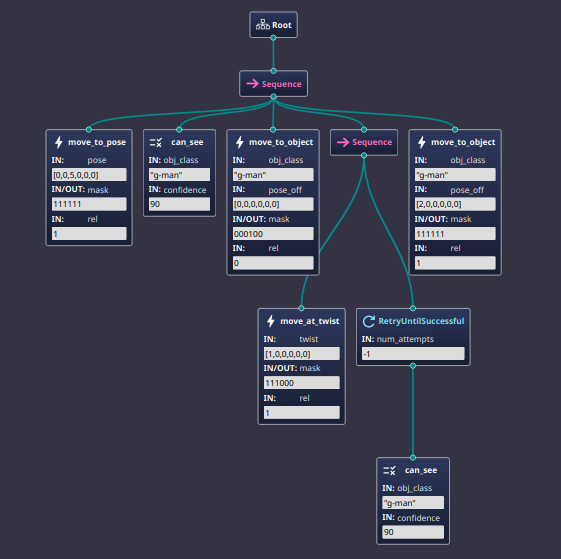 Root
Sequence
move_to_pose
IN: pose
[0,0,5,0,0,0]
IN/OUT: mask
111111
IN: rel
1
can_see
IN: obj_class
"g-man"
IN: confidence
90
move_to_object
IN: obj_class
"g-man"
IN: pose_off
[0,0,0,0,0,0]
IN/OUT: mask
000100
IN: rel
0
Sequence
move_to_object
IN: obj_class
"g-man"
IN: pose_off
[2,0,0,0,0,0]
IN/OUT: mask
111111
IN: rel
1
move_at_twist
IN: twist
[1,0,0,0,0,0]
IN/OUT: mask
111000
IN: rel
1
RetryUntilSuccessful
IN: num_attempts
-1
can_see
IN: obj_class
"g-man"
IN: confidence
90